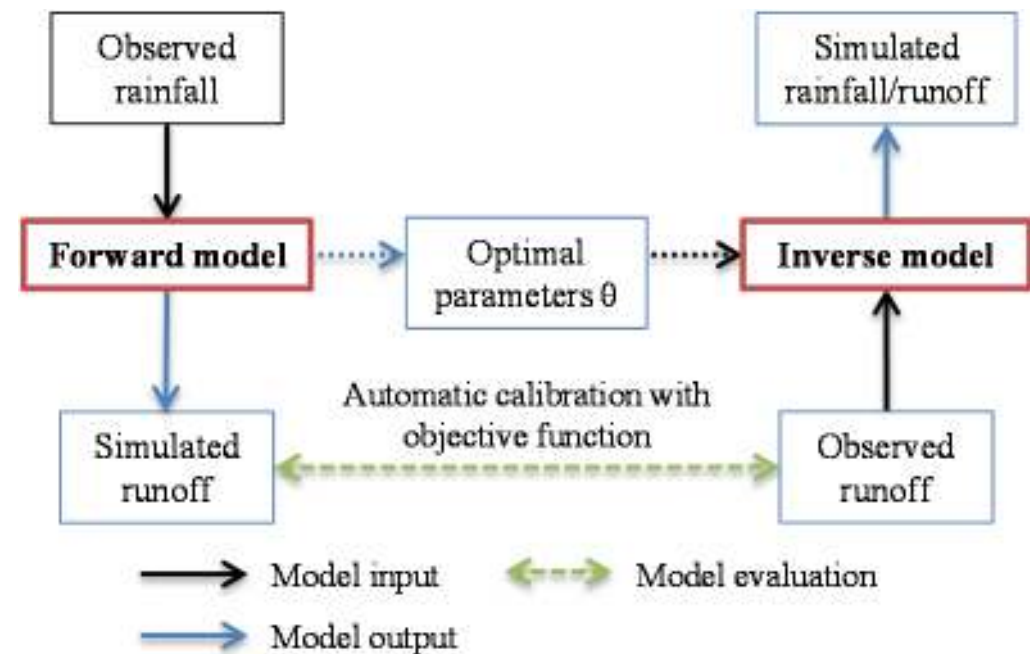 Observed
rainfall
Simulated
rainfall/runoff
Forward model
Optimal
parameters θ
Inverse model
Automatic calibration with
objective function
Simulated
runoff
Observed
runoff
Model input
Model evaluation
Model output